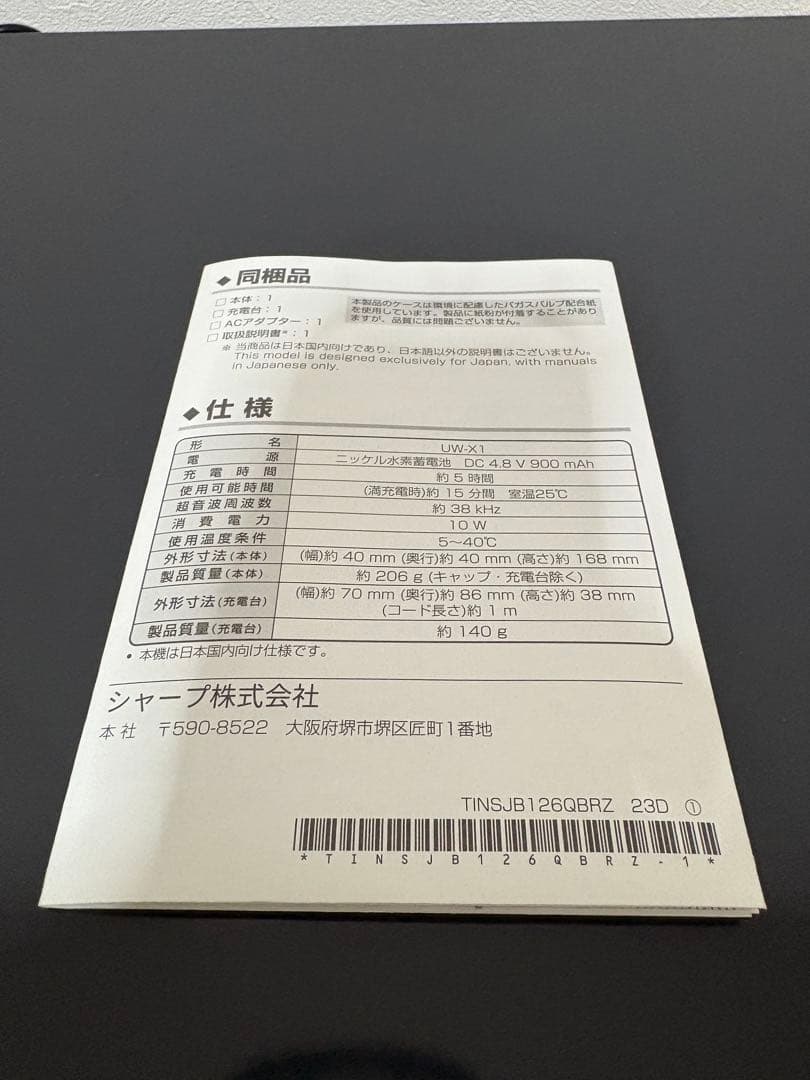 ◆同梱品
□ 本体：1
□ 充電台：1
□ ACアダプター：1
□ 取扱説明書※：1
本製品のケースは環境に配慮したバガスパルプ配合紙
を使用しています。製品に紙粉が付着することがあり
ますが、品質には問題ございません。
※ 当商品は日本国内向けであり、日本語以外の説明書はございません。
This model is designed exclusively for Japan, with manuals
in Japanese only.
◆仕様
形名 UW-X1
電源 ニッケル水素蓄電池 DC 4.8 V 900 mAh
充電時間 約 5 時間
使用可能時間 (満充電時)約 15 分間 室温25℃
超音波周波数 約 38 kHz
消費電力 10 W
使用温度条件 5〜40℃
外形寸法(本体) (幅)約 40 mm (奥行)約 40 mm (高さ)約 168 mm
製品質量(本体) 約 206 g (キャップ・充電台除く)
外形寸法(充電台) (幅)約 70 mm (奥行)約 86 mm (高さ)約 38 mm
(コード長さ)約 1 m
製品質量(充電台) 約 140 g
• 本機は日本国内向け仕様です。
シャープ株式会社
本社 〒590-8522 大阪府堺市堺区匠町1番地
TINSJB126QBRZ 23D ①
*TINSJB126QBRZ-1*